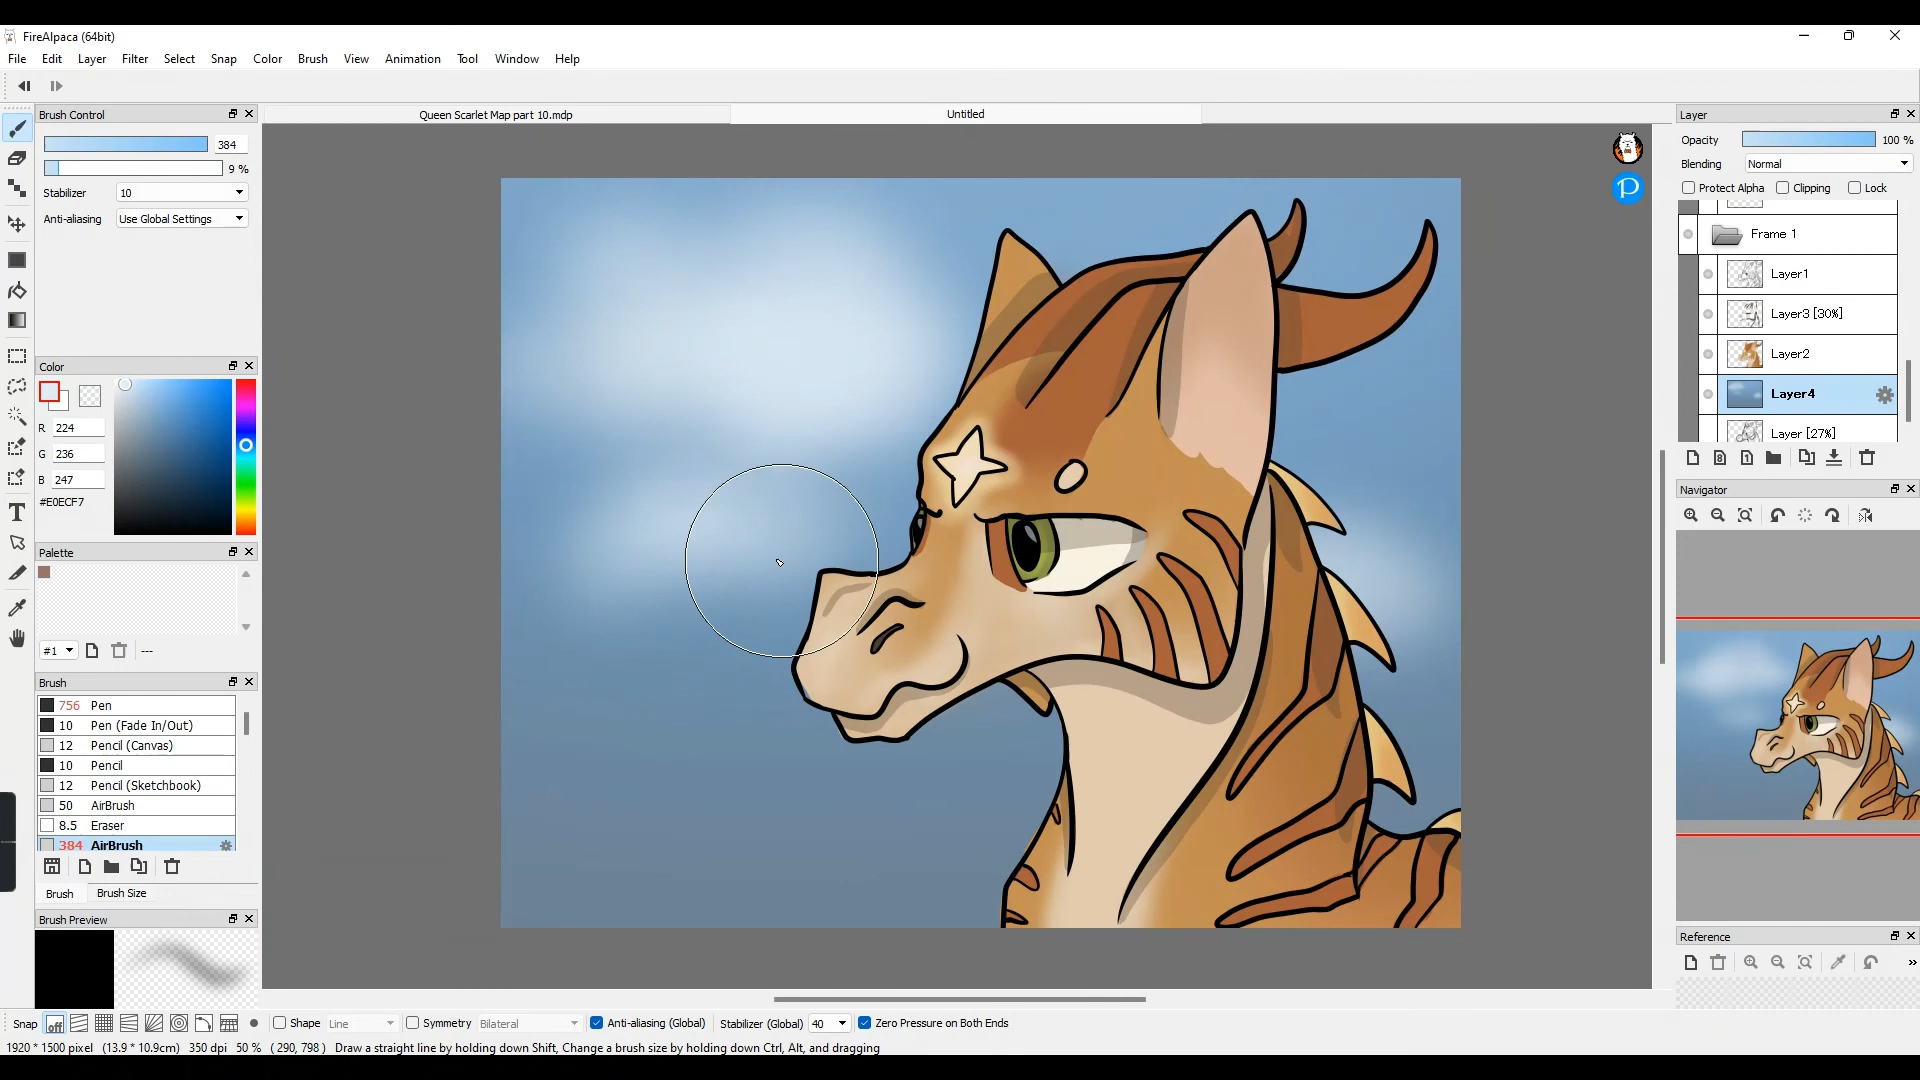 FireAlpaca (64bit)
File Edit Layer Filter Select Snap Color Brush View Animation Tool Window Help
Brush Control
384
9 %
Stabilizer 10
Anti-aliasing Use Global Settings
Queen Scarlet Map part 10.mdp Untitled
Color
R 224
G 236
B 247
#E0ECF7
Palette
#1 ---
Brush
756 Pen
10 Pen (Fade In/Out)
12 Pencil (Canvas)
10 Pencil
12 Pencil (Sketchbook)
50 AirBrush
8.5 Eraser
384 AirBrush
Brush Brush Size
Brush Preview
T
P
Layer
Opacity 100 %
Blending Normal
Protect Alpha Clipping Lock
Frame 1
Layer1
Layer3 [30%]
Layer2
Layer4
Layer [27%]
Navigator
Reference
Snap off Shape Line Symmetry Bilateral Anti-aliasing (Global) Stabilizer (Global) 40 Zero Pressure on Both Ends
1920 * 1500 pixel (13.9 * 10.9cm) 350 dpi 50 % ( 290, 798 ) Draw a straight line by holding down Shift, Change a brush size by holding down Ctrl, Alt, and dragging